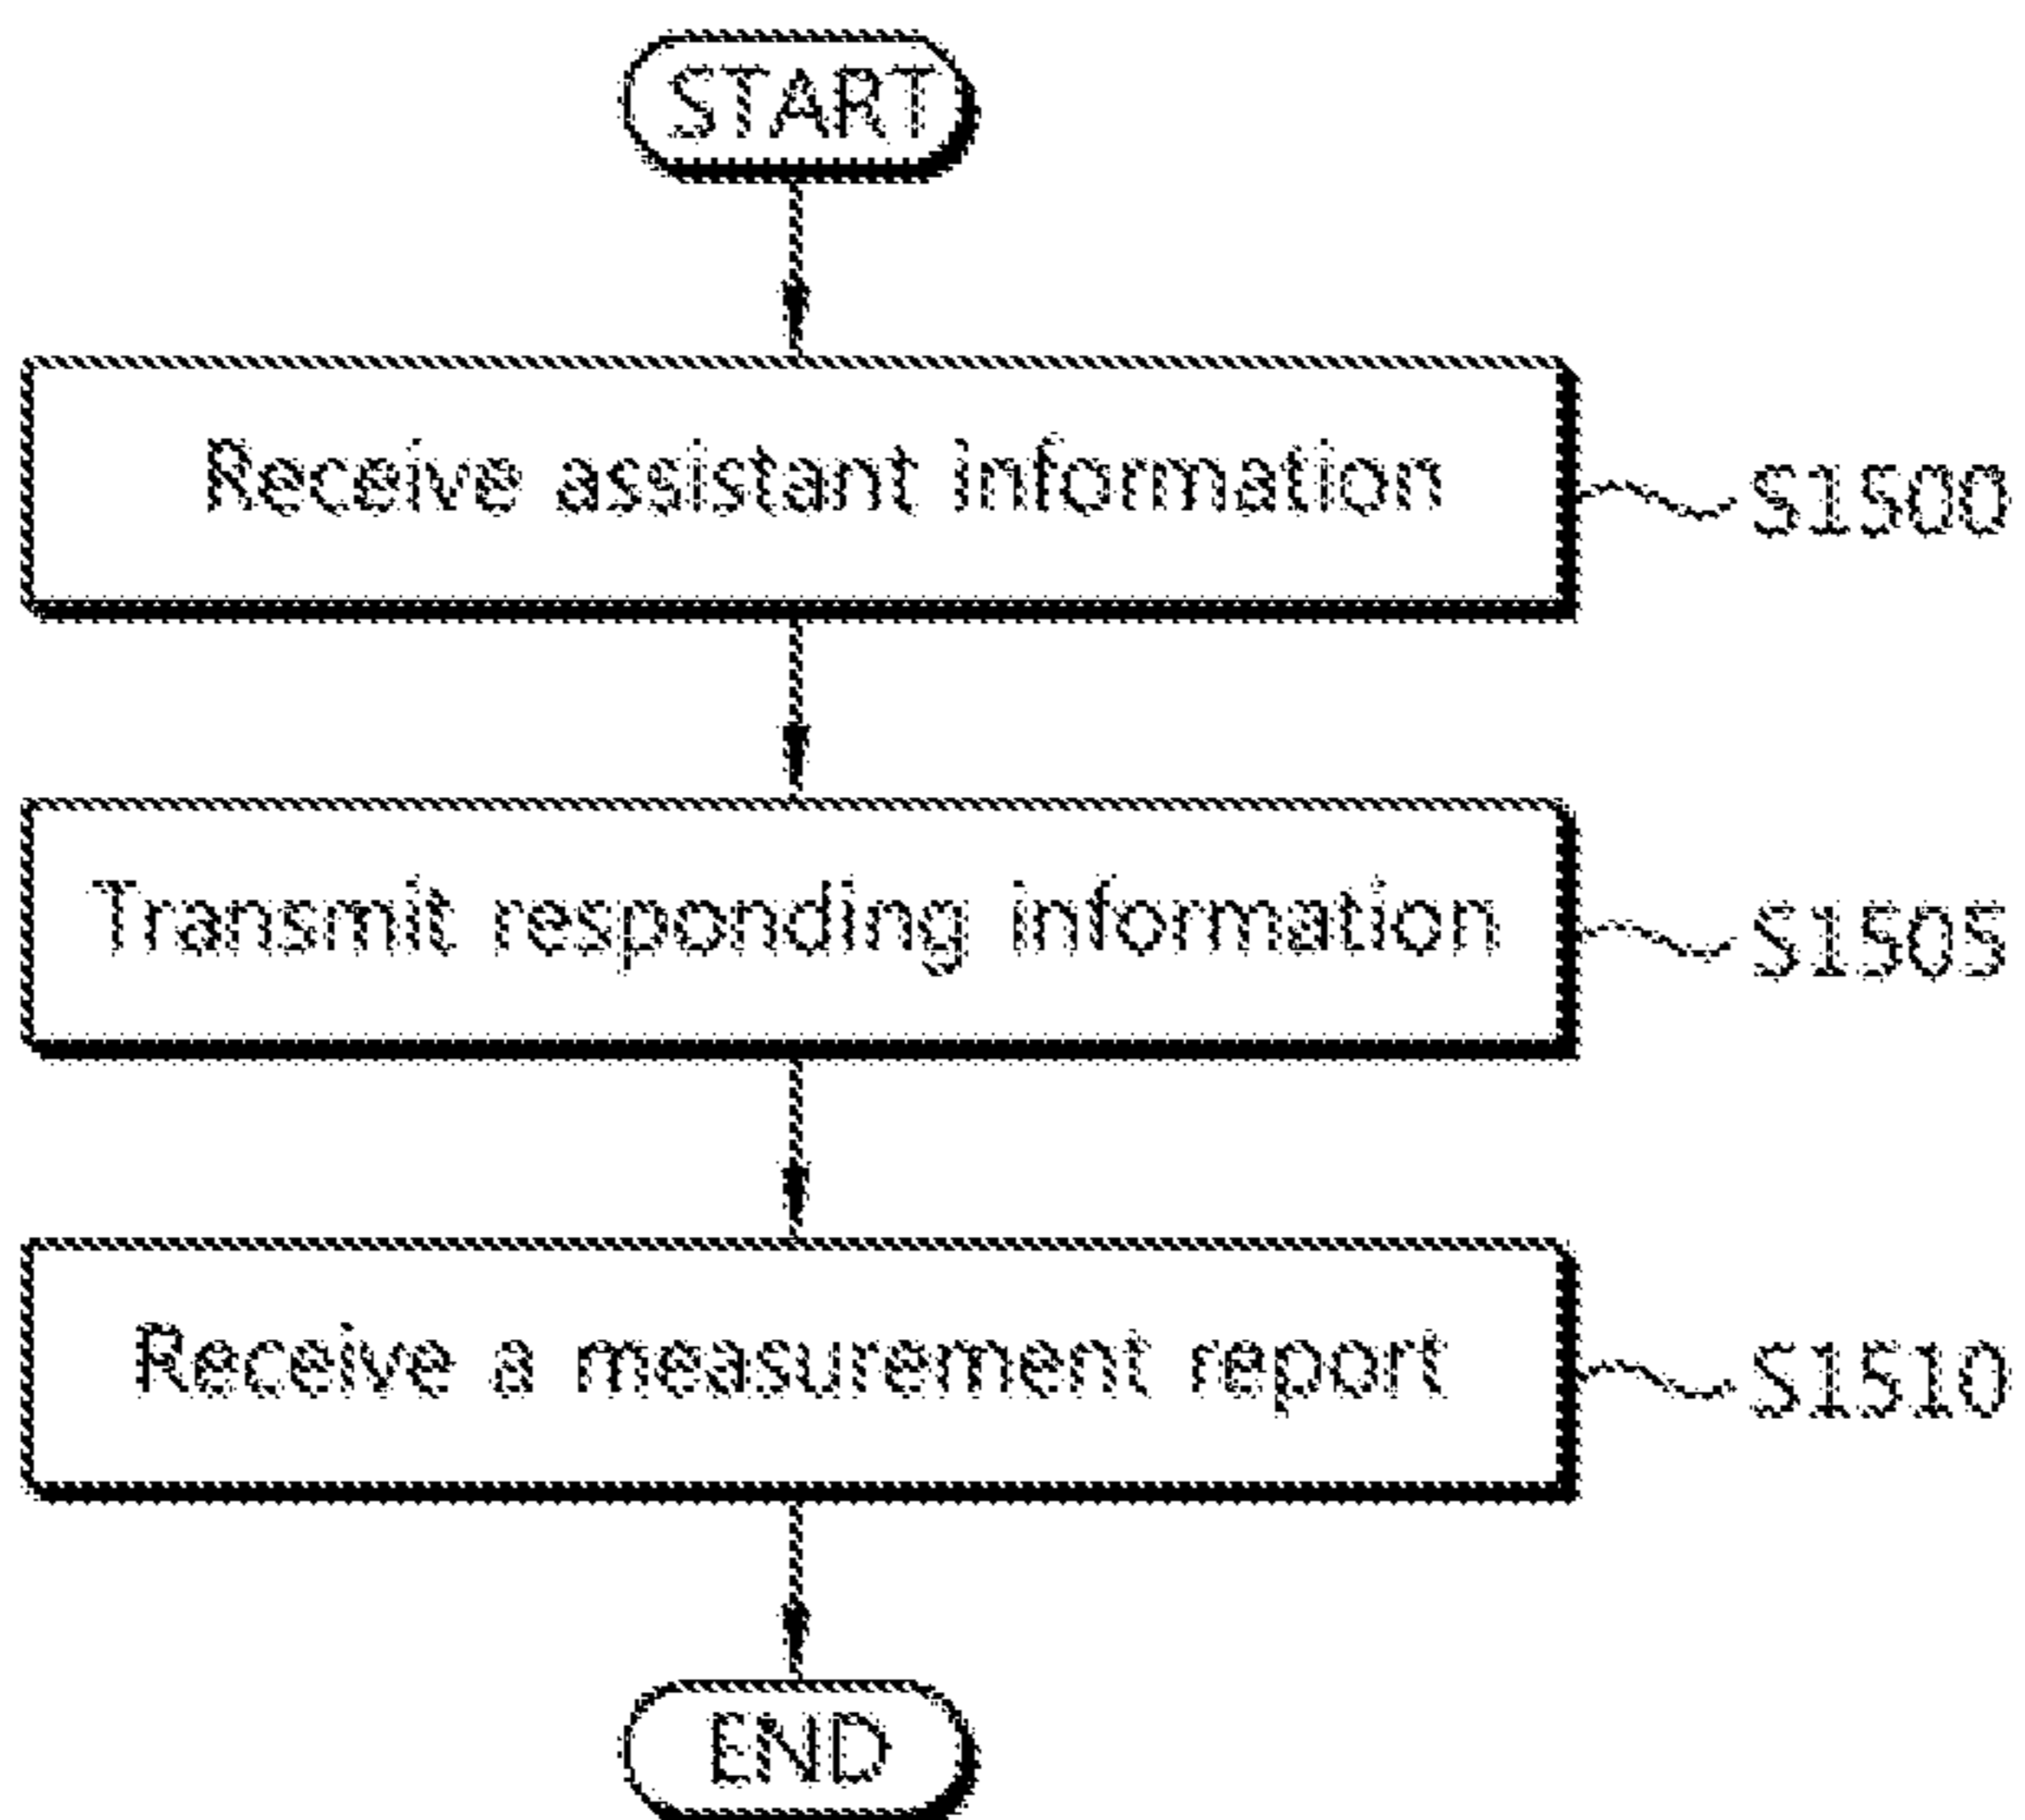 START
Receive assistant information
S1500
Transmit responding information
S1505
Receive a measurement report
S1510
END